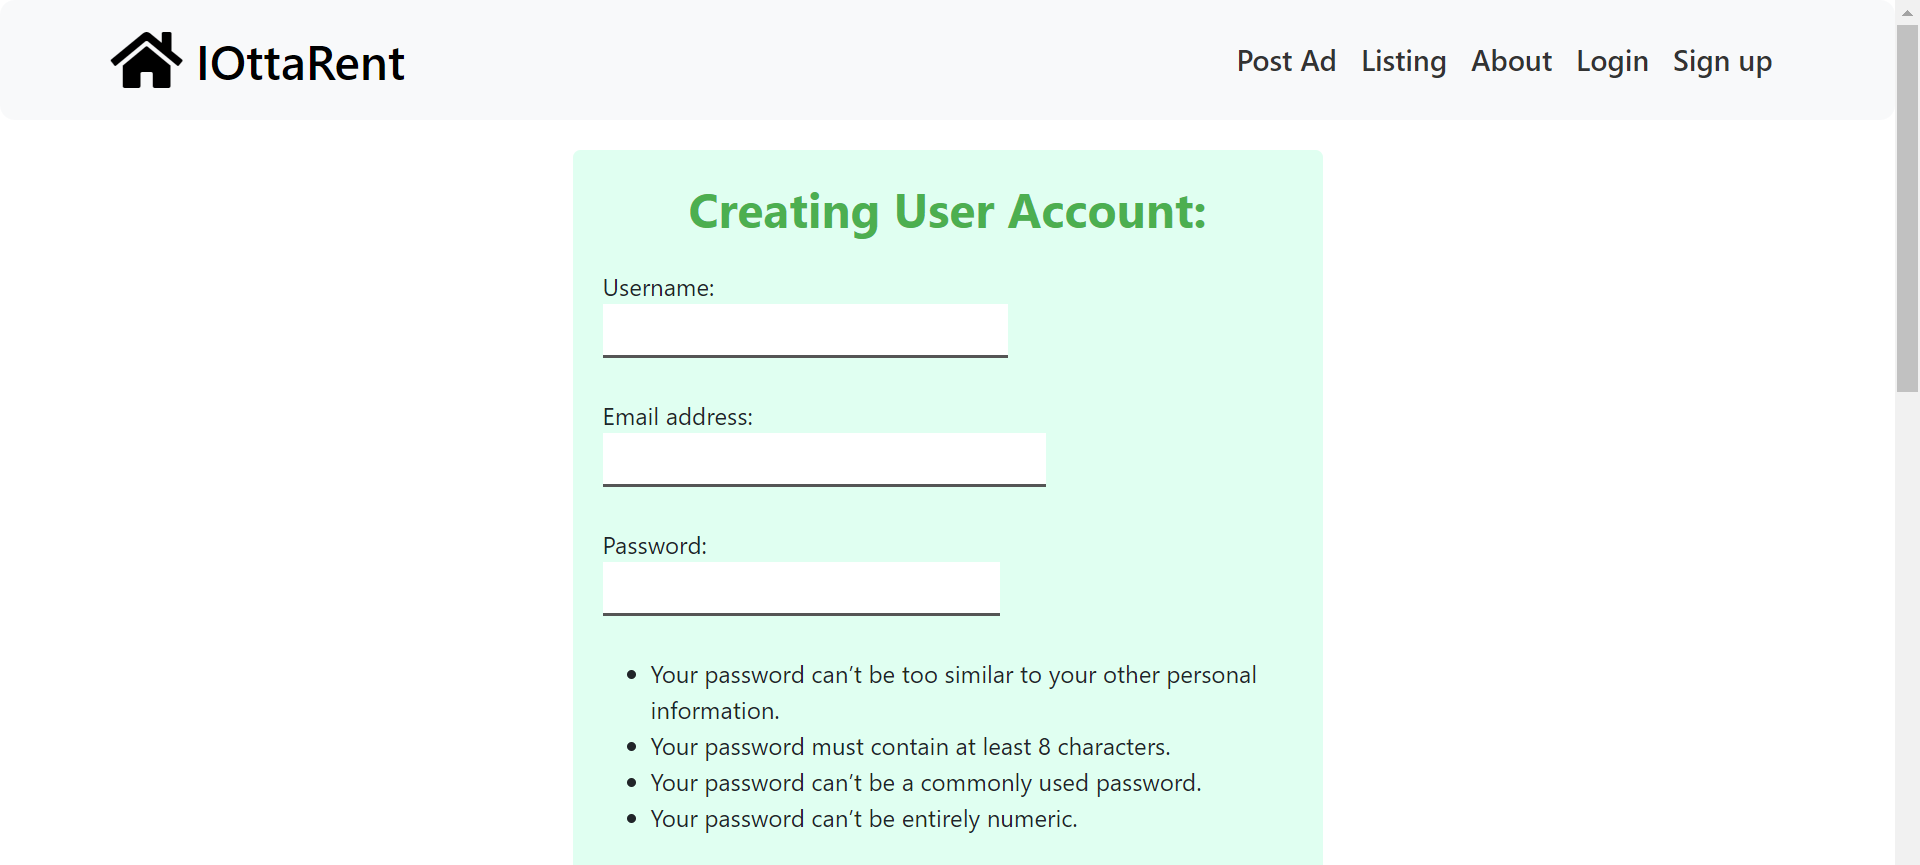 IOttaRent
Post Ad Listing About Login Sign up
Creating User Account:
Username:
Email address:
Password:
Your password can’t be too similar to your other personal
information.
Your password must contain at least 8 characters.
Your password can’t be a commonly used password.
Your password can’t be entirely numeric.